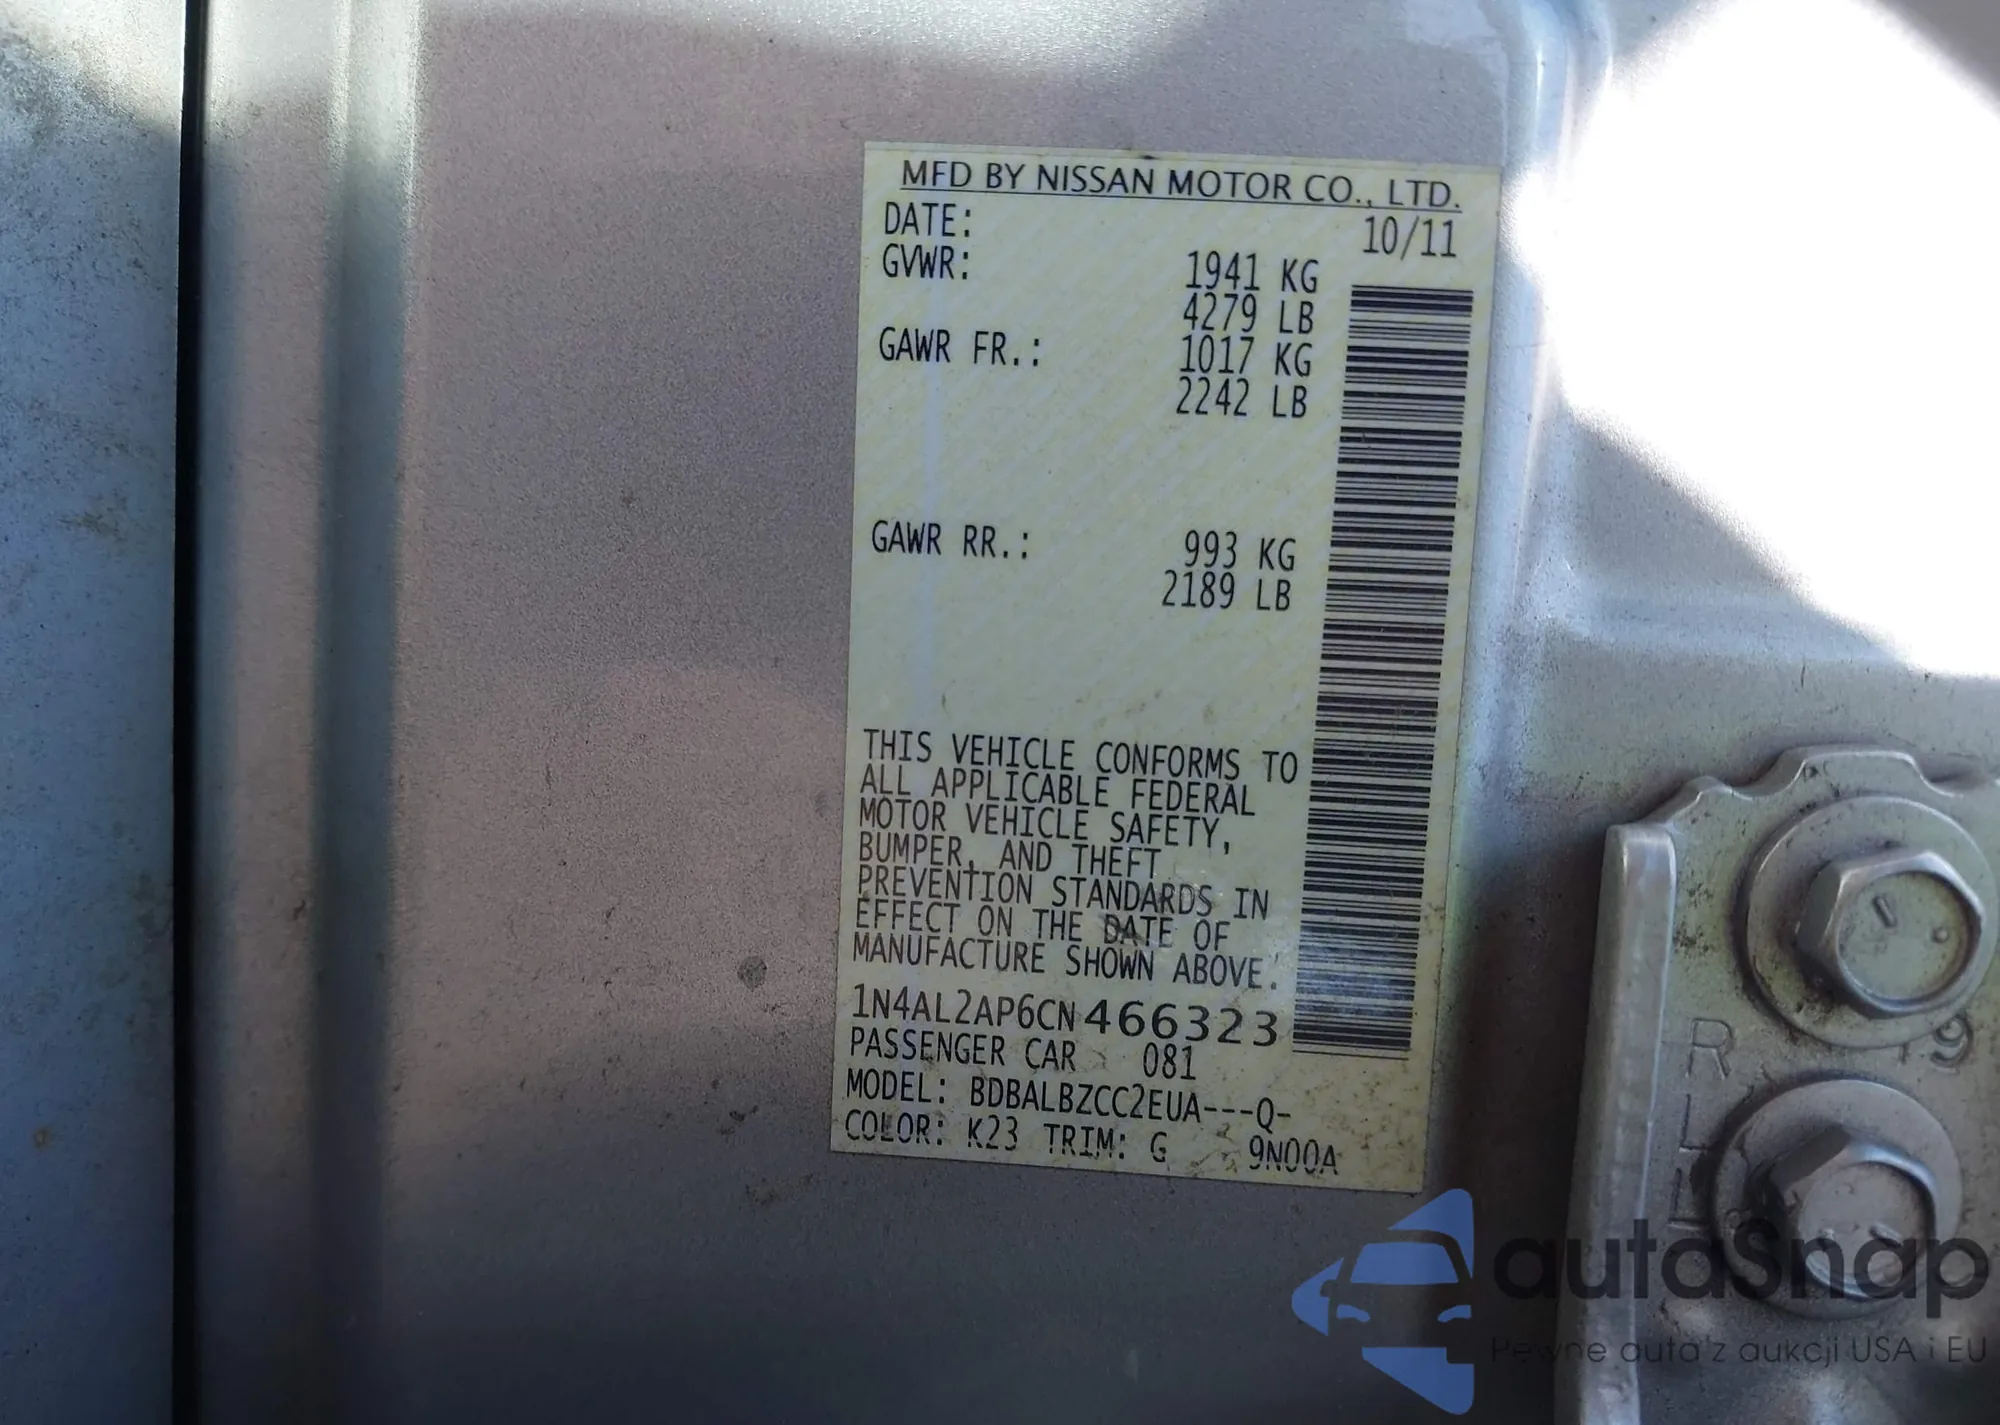 MFD BY NISSAN MOTOR CO., LTD.
DATE: 10/11
GVWR: 1941 KG
4279 LB
GAWR FR.: 1017 KG
2242 LB
GAWR RR.: 993 KG
2189 LB
THIS VEHICLE CONFORMS TO
ALL APPLICABLE FEDERAL
MOTOR VEHICLE SAFETY,
BUMPER, AND THEFT
PREVENTION STANDARDS IN
EFFECT ON THE DATE OF
MANUFACTURE SHOWN ABOVE.
1N4AL2AP6CN466323
PASSENGER CAR 081
MODEL: BDBALBZCC2EUA---Q-
COLOR: K23 TRIM: G 9N00A
autaSnap
Pewne auta z aukcji USA i EU